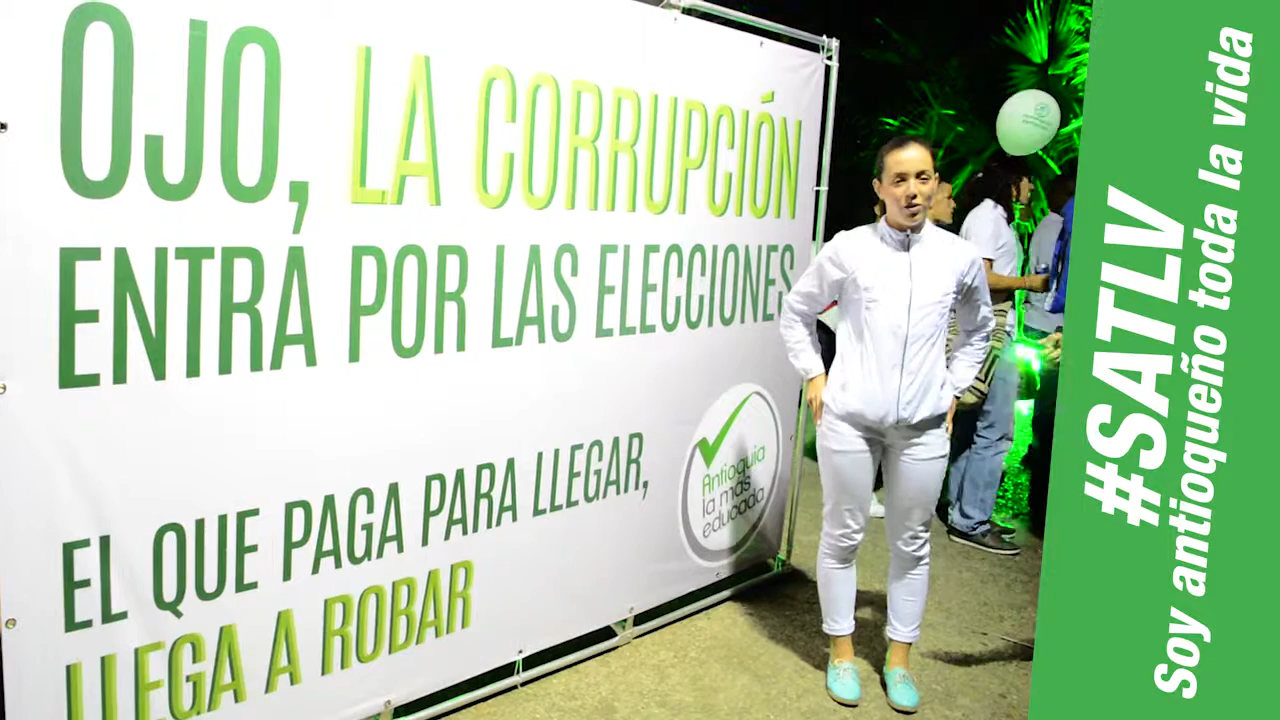 OJO, LA CORRUPCIÓN
ENTRA POR LAS ELECCIONES
EL QUE PAGA PARA LLEGAR,
LLEGA A ROBAR
Antioquia
la más
educada
#SATLV
Soy antioqueño toda la vida